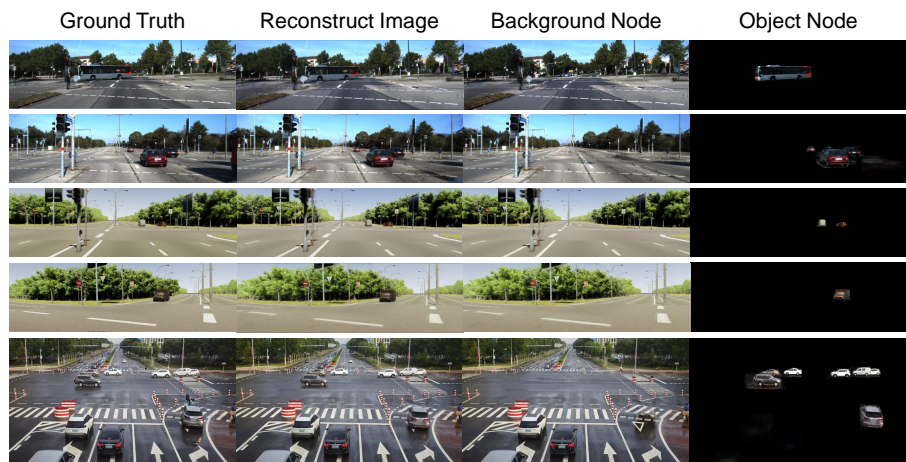 Ground Truth
Reconstruct Image
Background Node
Object Node